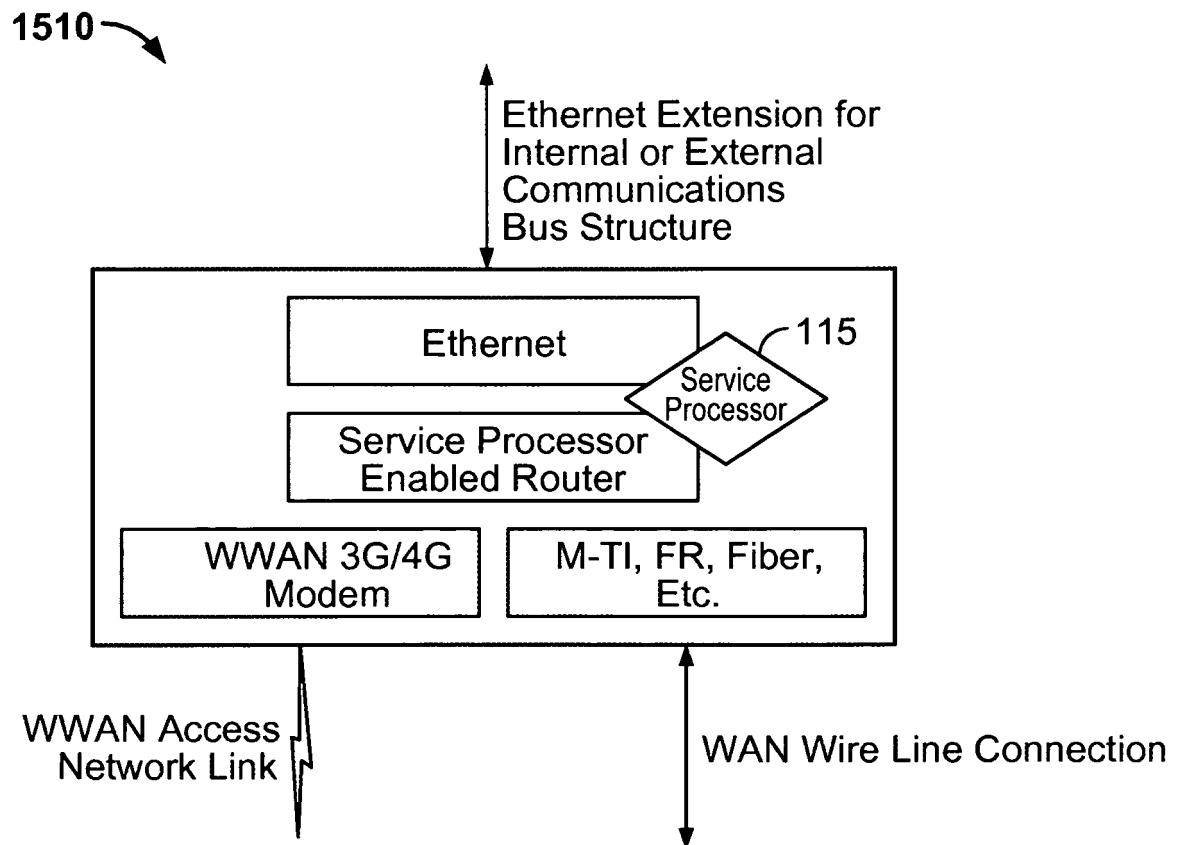 1510
Ethernet Extension for
Internal or External
Communications
Bus Structure
Ethernet
115
Service
Processor
Service Processor
Enabled Router
WWAN 3G/4G
Modem
M-TI, FR, Fiber,
Etc.
WWAN Access
Network Link
WAN Wire Line Connection